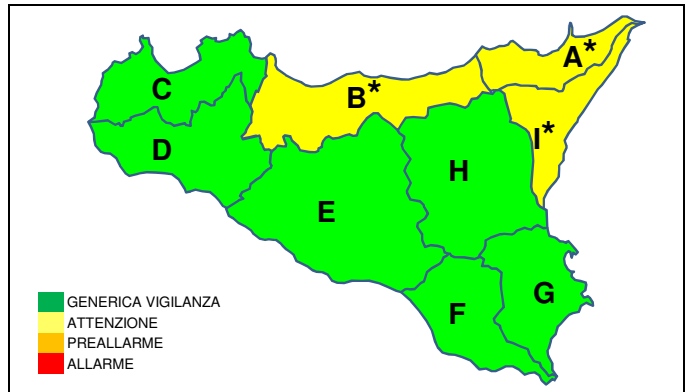 A*
C
B*
I*
D
H
E
G
F
GENERICA VIGILANZA
ATTENZIONE
PREALLARME
ALLARME